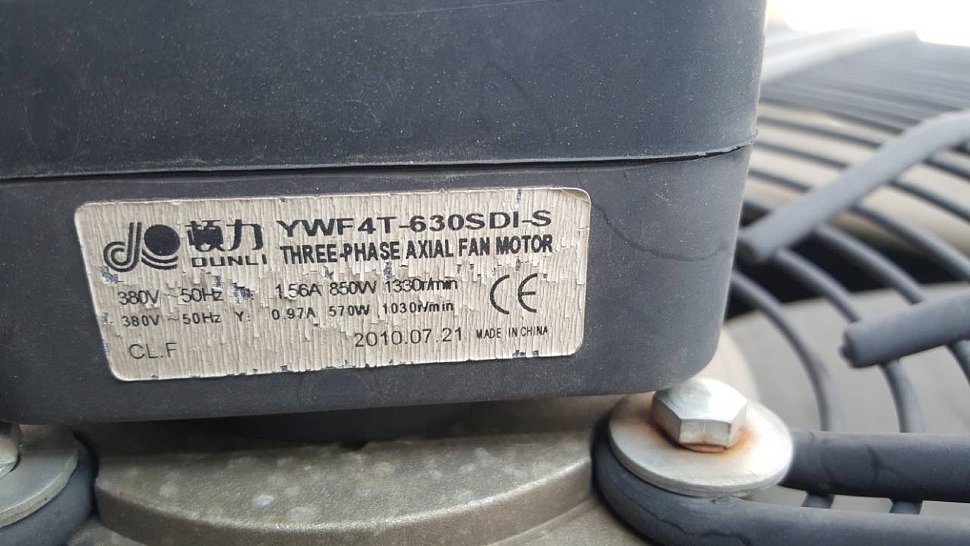 YWF4T-630SDI-S
顿力
DUNLI
THREE-PHASE AXIAL FAN MOTOR
380V ~50Hz 1.56A 850W 1330r/min
380V ~50Hz Y: 0.97A 570W 1030r/min
CE
CL.F
2010.07.21 MADE IN CHINA